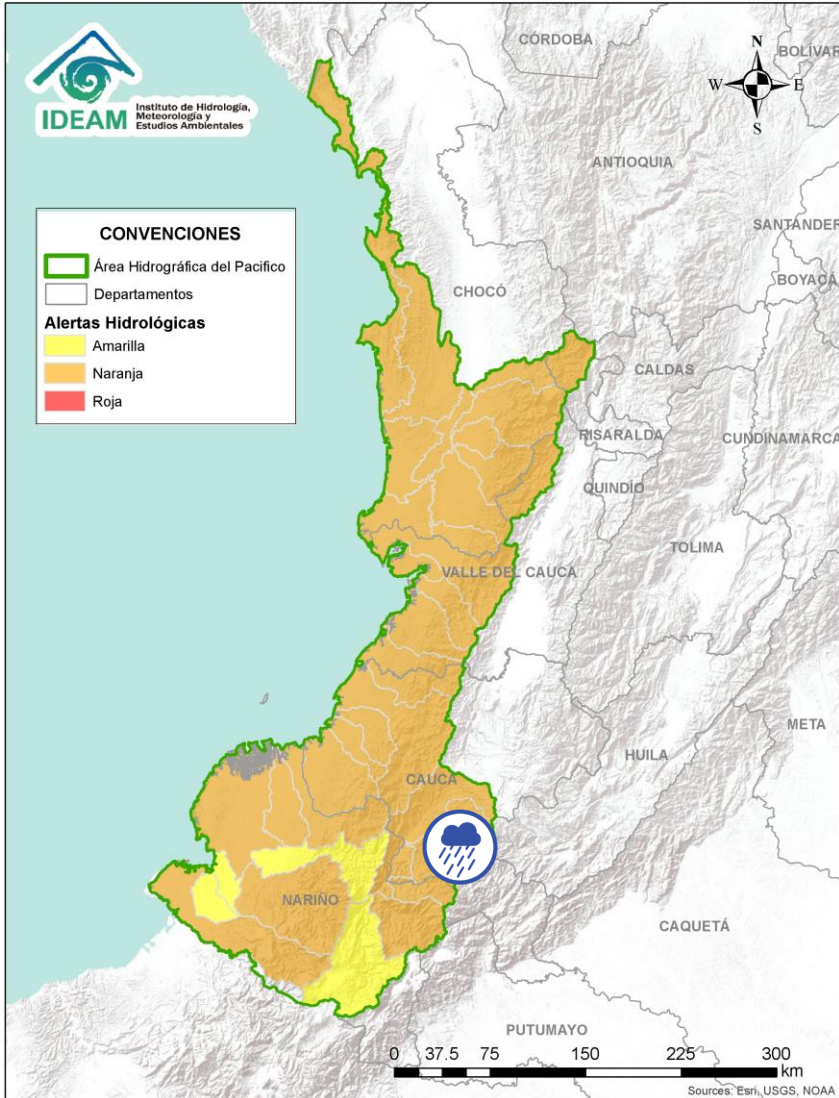 IDEAM
Instituto de Hidrología,
Meteorología y
Estudios Ambientales
N
W
E
S
CONVENCIONES
Área Hidrográfica del Pacifico
Departamentos
Alertas Hidrológicas
Amarilla
Naranja
Roja
CÓRDOBA
BOLÍVAR
ANTIOQUIA
SANTANDER
BOYACÁ
CHOCÓ
CALDAS
RISARALDA
CUNDINAMARCA
QUINDÍO
TOLIMA
VALLE DEL CAUCA
META
HUILA
CAUCA
NARIÑO
CAQUETÁ
PUTUMAYO
0 37.5 75 150 225 300
km
Sources: Esri, USGS, NOAA